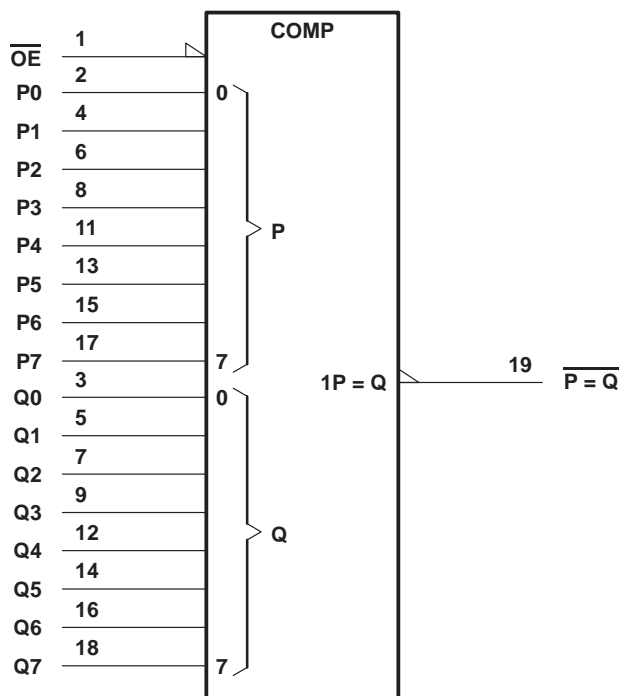 COMP
1
O̅E̅
2
P0 0
4
P1
6
P2
8
P3
11
P4 P
13
P5
15
P6
17
P7 7
3 19
Q0 0 1P = Q P̅ ̅=̅ ̅Q̅
5
Q1
7
Q2
9
Q3
12
Q4 Q
14
Q5
16
Q6
18
Q7 7